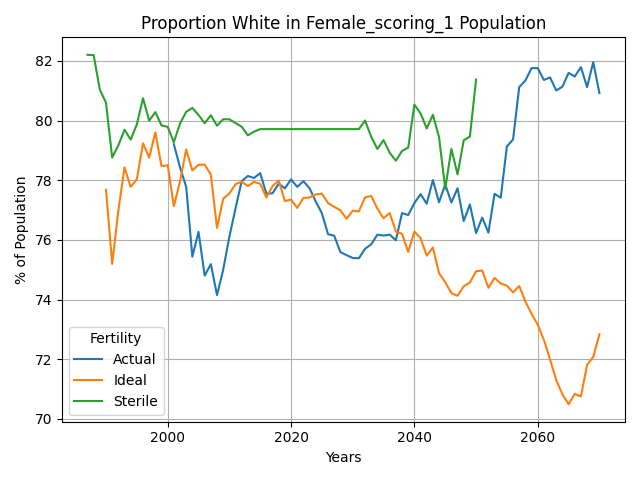 Proportion White in Female_scoring_1 Population
% of Population
82
80
78
76
74
72
70
Fertility
Actual
Ideal
Sterile
2000
2020
2040
2060
Years